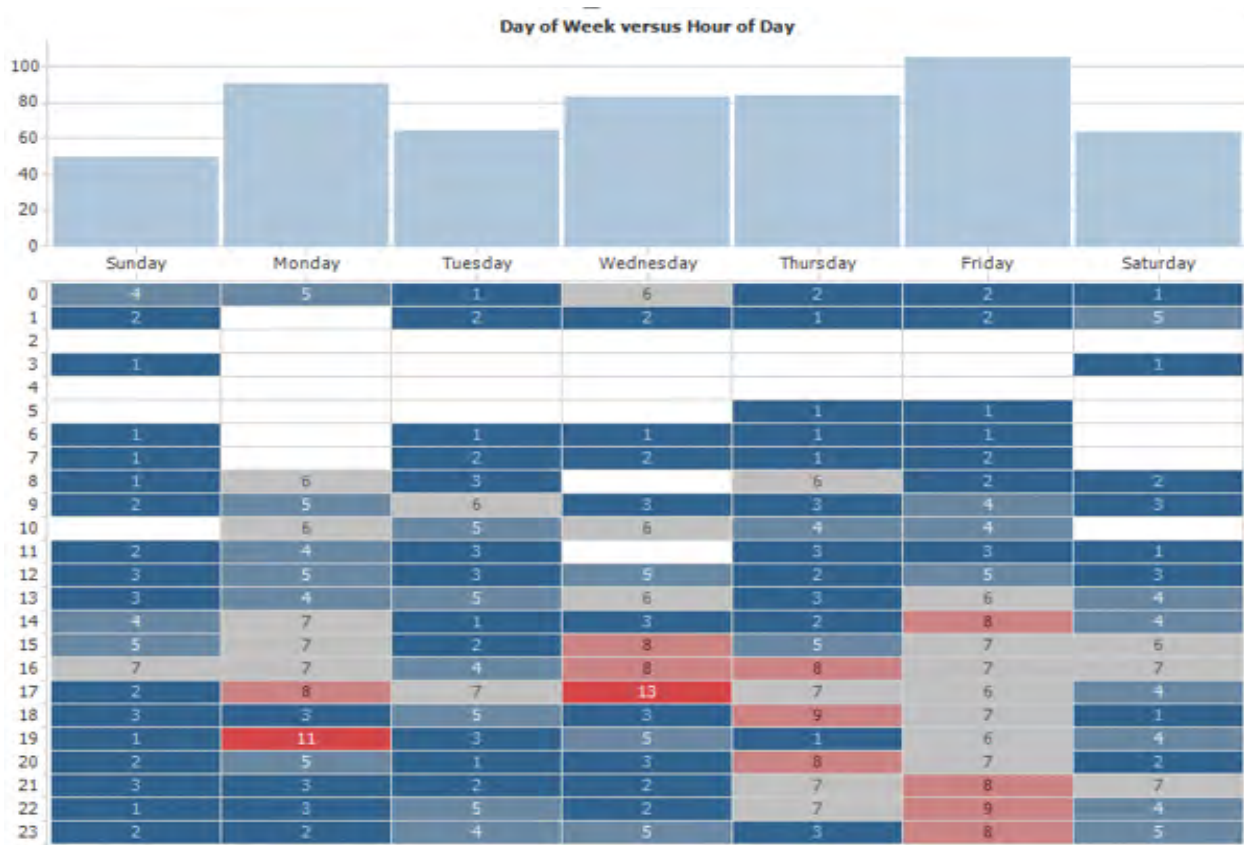 Day of Week versus Hour of Day
100
80
60
40
20
0
Sunday Monday Tuesday Wednesday Thursday Friday Saturday
0 4 5 1 6 2 2 1
1 2 2 2 1 2 5
2
3 1 1
4
5 1 1
6 1 1 1 1 1
7 1 2 2 1 2
8 1 6 3 6 2 2
9 2 5 6 3 3 4 3
10 6 5 6 4 4
11 2 4 3 3 3 1
12 3 5 3 5 2 5 3
13 3 4 5 6 3 6 4
14 4 7 1 3 2 8 4
15 5 7 2 8 5 7 6
16 7 7 4 8 8 7 7
17 2 8 7 13 7 6 4
18 3 3 5 3 9 7 1
19 1 11 3 5 1 6 4
20 2 5 1 3 8 7 2
21 3 3 2 2 7 8 7
22 1 3 5 2 7 9 4
23 2 2 4 5 3 8 5